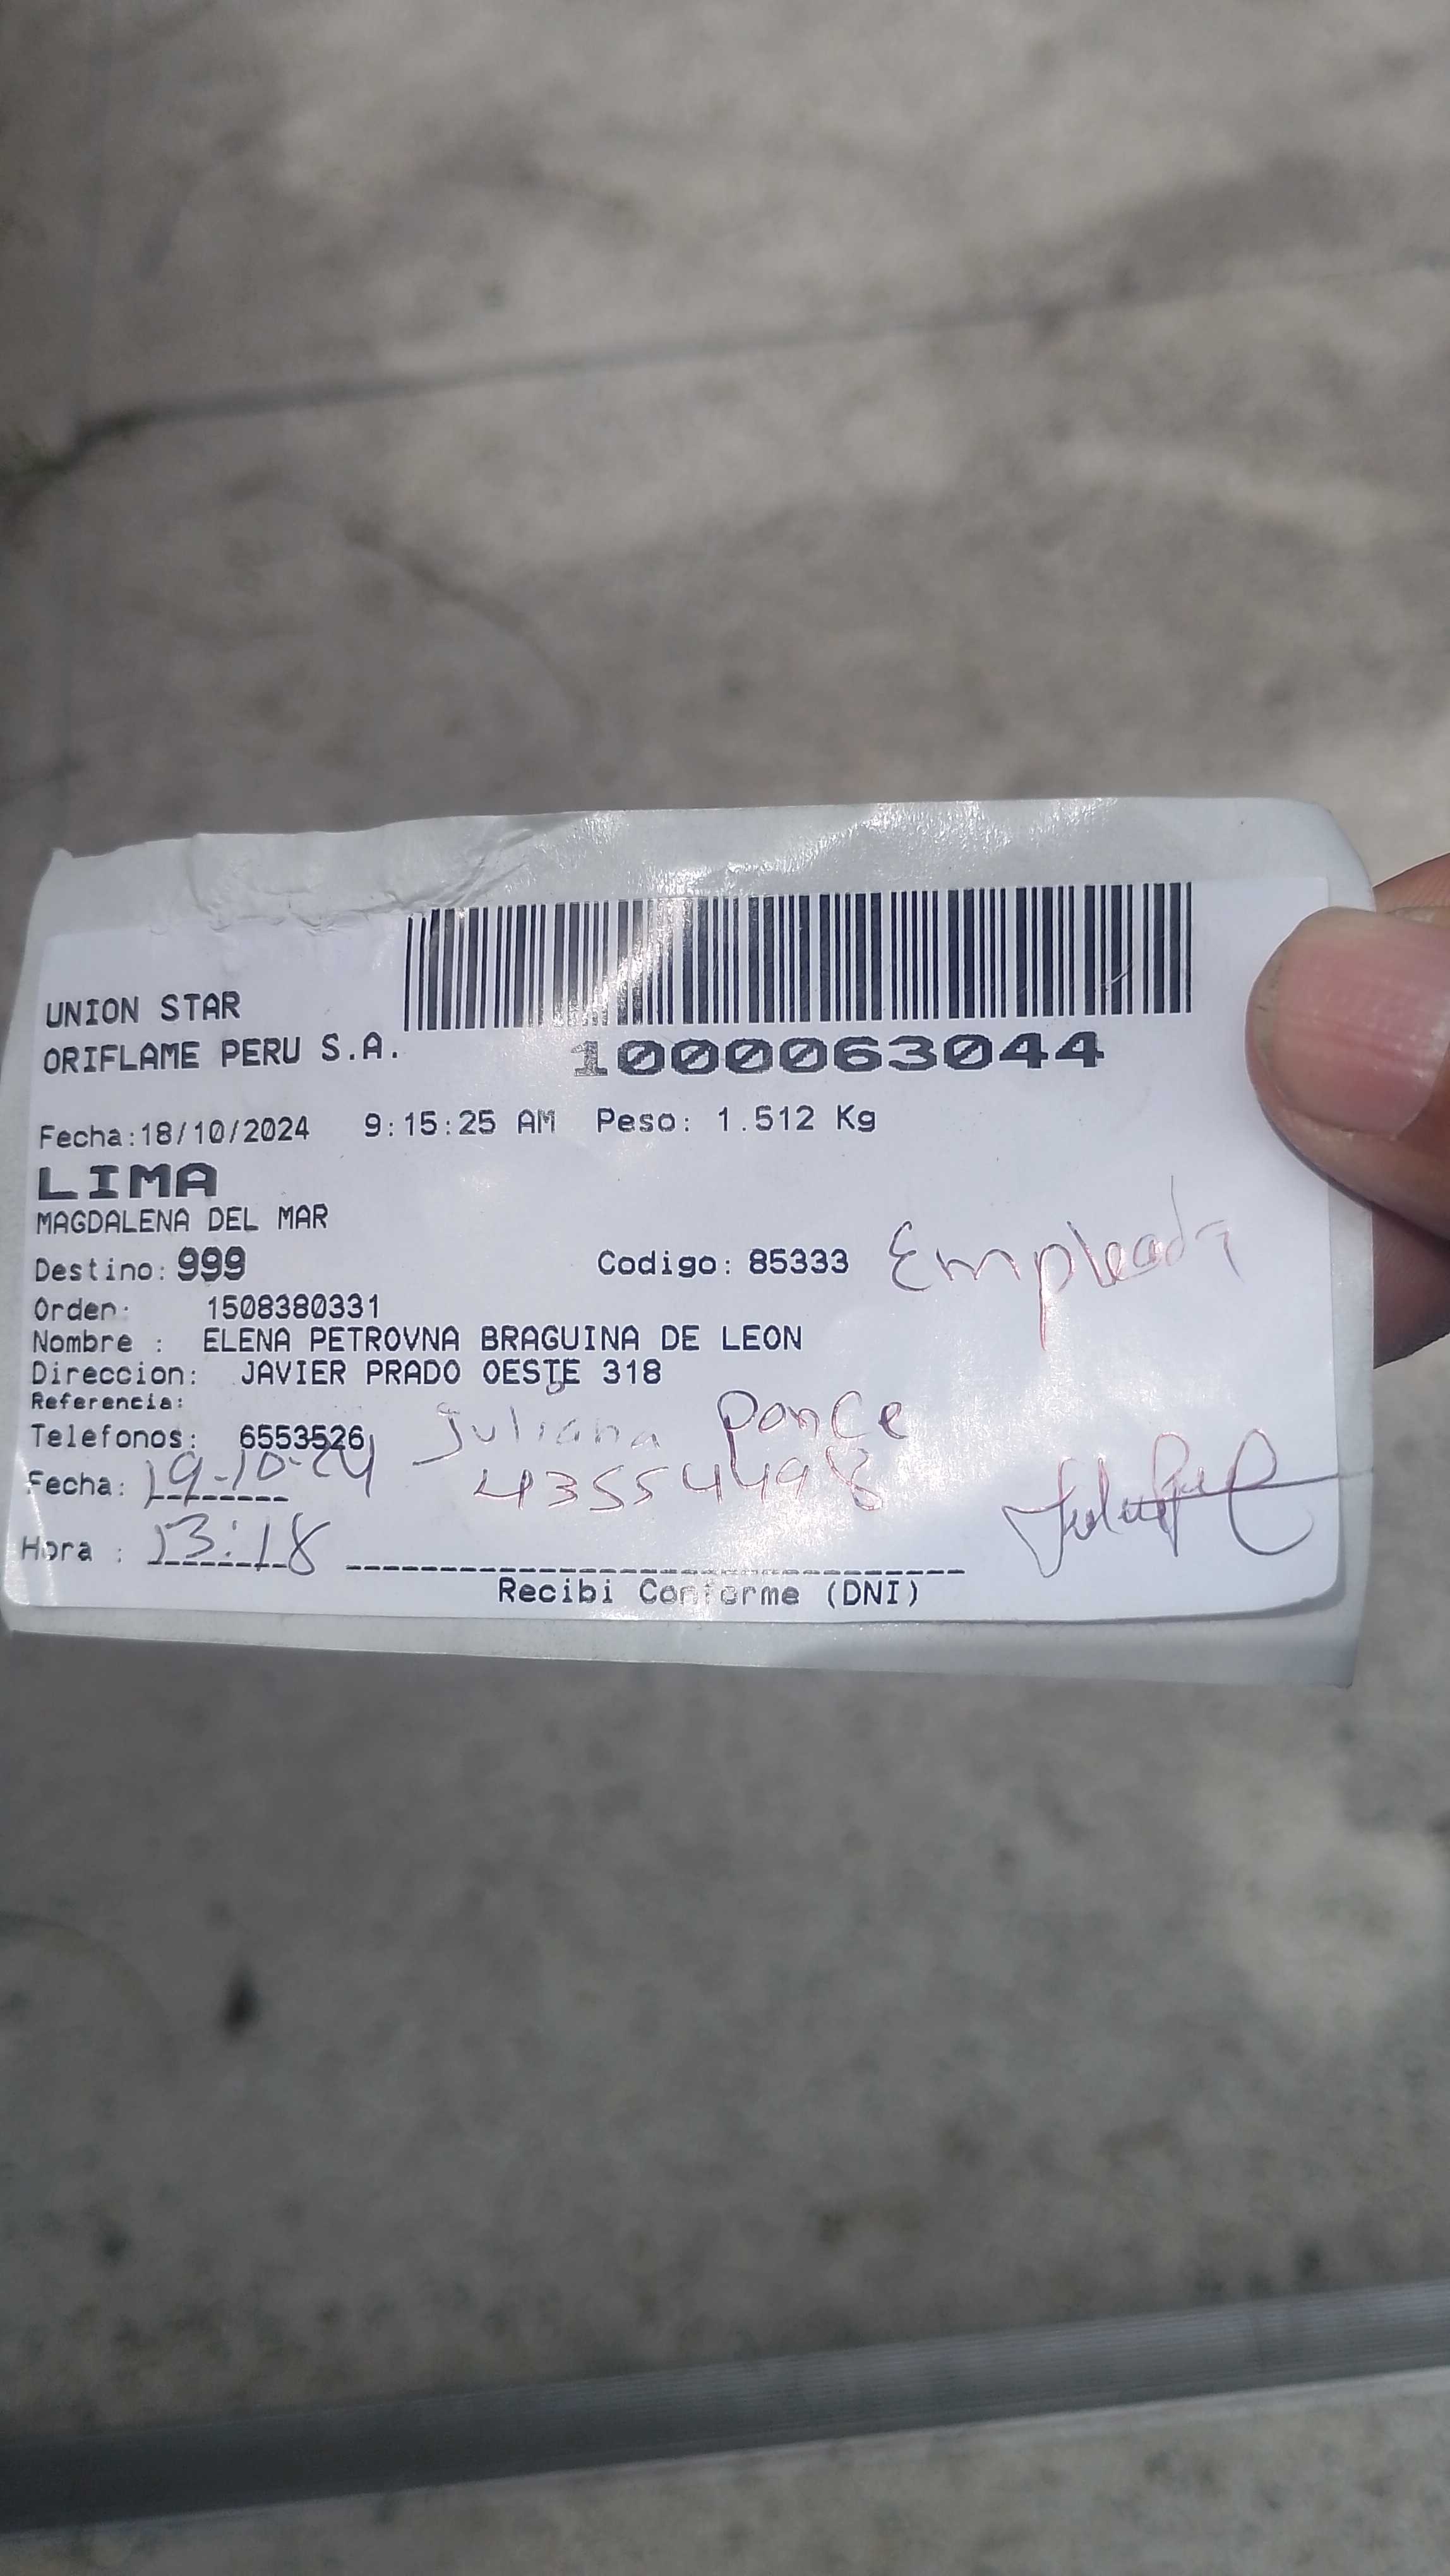 UNION STAR
ORIFLAME PERU S.A.
1000063044
Fecha:18/10/2024 9:15:25 AM Peso: 1.512 Kg
LIMA
MAGDALENA DEL MAR
Destino: 999 Codigo: 85333 Empleada
Orden: 1508380331
Nombre : ELENA PETROVNA BRAGUINA DE LEON
Direccion: JAVIER PRADO OESTE 318
Referencia:
Telefonos: 6553526 Juliana Ponce
Fecha: 19-10-24 43554498
Hora : 13:18
Recibi Conforme (DNI)